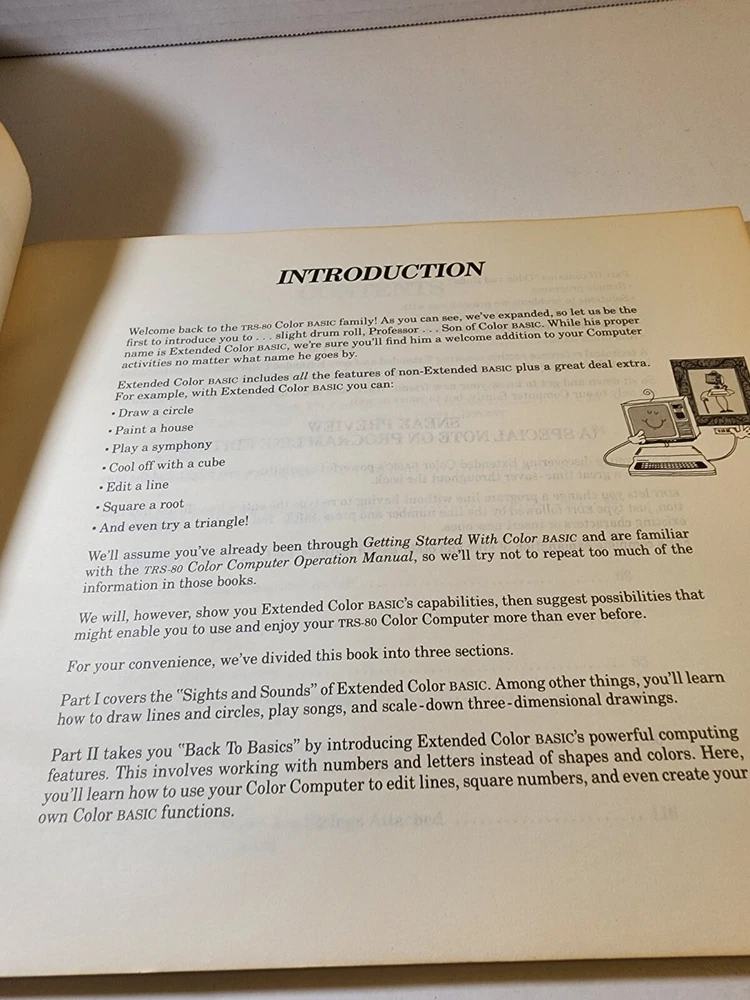 INTRODUCTION
Welcome back to the TRS-80 Color BASIC family! As you can see, we've expanded, so let us be the
first to introduce you to . . . slight drum roll, Professor . . . Son of Color BASIC. While his proper
name is Extended Color BASIC, we're sure you'll find him a welcome addition to your Computer
activities no matter what name he goes by.
Extended Color BASIC includes all the features of non-Extended BASIC plus a great deal extra.
For example, with Extended Color BASIC you can:
• Draw a circle
• Paint a house
• Play a symphony
• Cool off with a cube
• Edit a line
• Square a root
• And even try a triangle!
We'll assume you've already been through Getting Started With Color BASIC and are familiar
with the TRS-80 Color Computer Operation Manual, so we'll try not to repeat too much of the
information in those books.
We will, however, show you Extended Color BASIC's capabilities, then suggest possibilities that
might enable you to use and enjoy your TRS-80 Color Computer more than ever before.
For your convenience, we've divided this book into three sections.
Part I covers the "Sights and Sounds" of Extended Color BASIC. Among other things, you'll learn
how to draw lines and circles, play songs, and scale-down three-dimensional drawings.
Part II takes you "Back To Basics" by introducing Extended Color BASIC's powerful computing
features. This involves working with numbers and letters instead of shapes and colors. Here,
you'll learn how to use your Color Computer to edit lines, square numbers, and even create your
own Color BASIC functions.